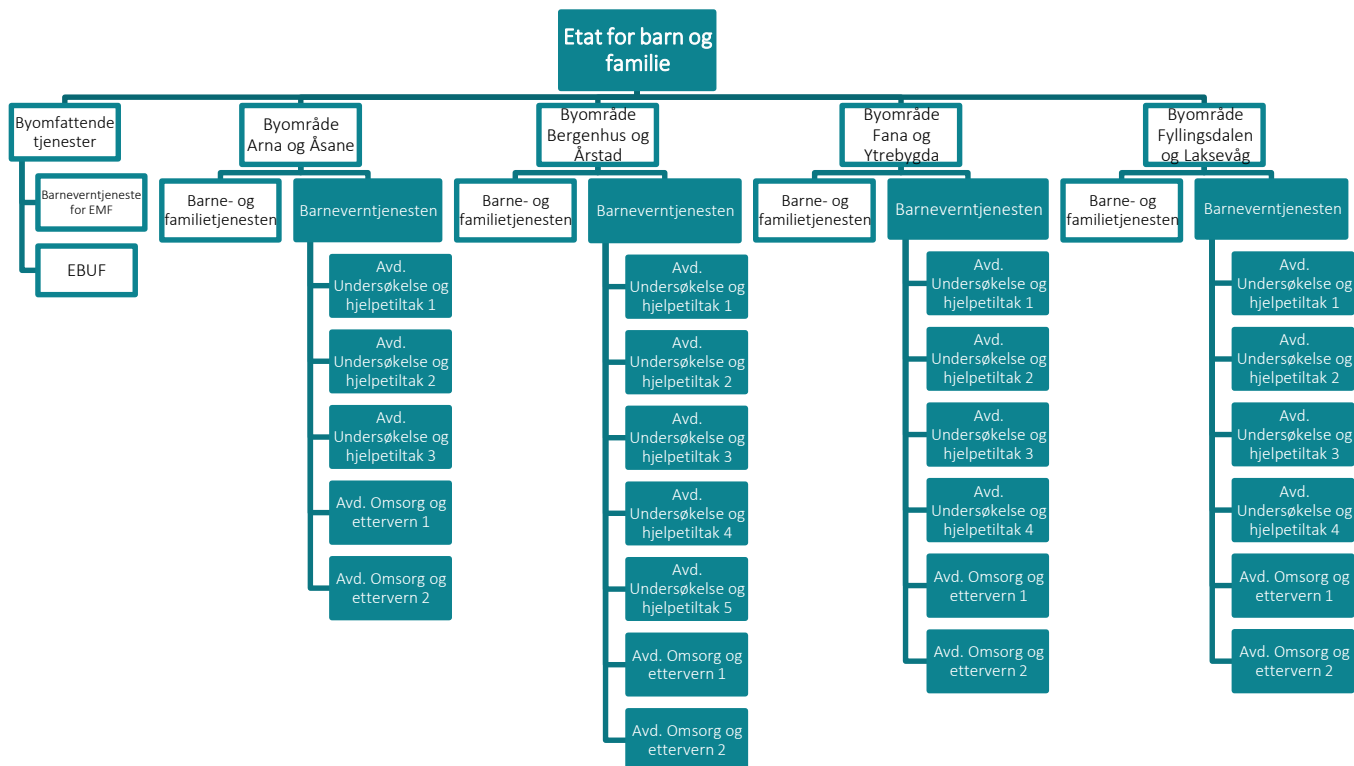 Etat for barn og
familie
Byomfattende
tjenester
Barneverntjeneste
for EMF
EBUF
Byområde
Arna og Åsane
Barne- og
familietjenesten
Barneverntjenesten
Avd.
Undersøkelse og
hjelpetiltak 1
Avd.
Undersøkelse og
hjelpetiltak 2
Avd.
Undersøkelse og
hjelpetiltak 3
Avd. Omsorg og
ettervern 1
Avd. Omsorg og
ettervern 2
Byområde
Bergenhus og
Årstad
Barne- og
familietjenesten
Barneverntjenesten
Avd.
Undersøkelse og
hjelpetiltak 1
Avd.
Undersøkelse og
hjelpetiltak 2
Avd.
Undersøkelse og
hjelpetiltak 3
Avd.
Undersøkelse og
hjelpetiltak 4
Avd.
Undersøkelse og
hjelpetiltak 5
Avd. Omsorg og
ettervern 1
Avd. Omsorg og
ettervern 2
Byområde
Fana og
Ytrebygda
Barne- og
familietjenesten
Barneverntjenesten
Avd.
Undersøkelse og
hjelpetiltak 1
Avd.
Undersøkelse og
hjelpetiltak 2
Avd.
Undersøkelse og
hjelpetiltak 3
Avd.
Undersøkelse og
hjelpetiltak 4
Avd. Omsorg og
ettervern 1
Avd. Omsorg og
ettervern 2
Byområde
Fyllingsdalen
og Laksevåg
Barne- og
familietjenesten
Barneverntjenesten
Avd.
Undersøkelse og
hjelpetiltak 1
Avd.
Undersøkelse og
hjelpetiltak 2
Avd.
Undersøkelse og
hjelpetiltak 3
Avd.
Undersøkelse og
hjelpetiltak 4
Avd. Omsorg og
ettervern 1
Avd. Omsorg og
ettervern 2